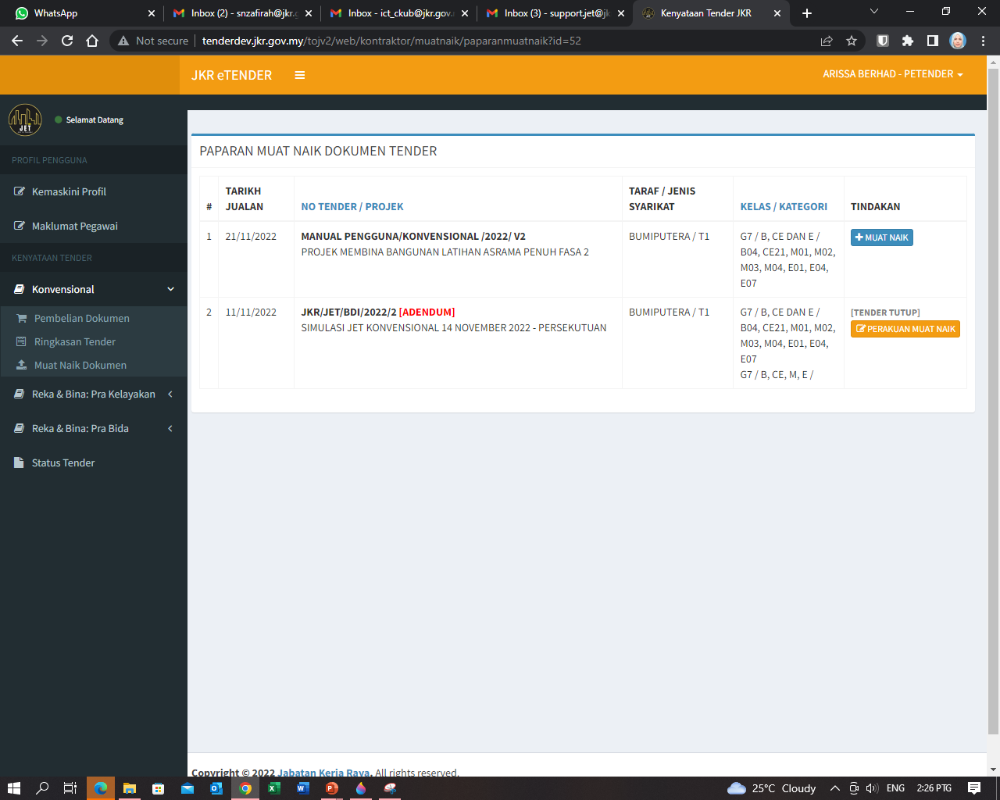 WhatsApp
Inbox (2) - snzafirah@jkr.g
Inbox - ict_ckub@jkr.gov.
Inbox (3) - support.jet@jk
Kenyataan Tender JKR
Not secure
tenderdev.jkr.gov.my/tojv2/web/kontraktor/muatnaik/paparanmuatnaik?id=52
JKR eTENDER
ARISSA BERHAD - PETENDER
JET
Selamat Datang
PROFIL PENGGUNA
Kemaskini Profil
Maklumat Pegawai
KENYATAAN TENDER
Konvensional
Pembelian Dokumen
Ringkasan Tender
Muat Naik Dokumen
Reka & Bina: Pra Kelayakan
Reka & Bina: Pra Bida
Status Tender
PAPARAN MUAT NAIK DOKUMEN TENDER
# TARIKH JUALAN NO TENDER / PROJEK TARAF / JENIS SYARIKAT KELAS / KATEGORI TINDAKAN
1 21/11/2022 MANUAL PENGGUNA/KONVENSIONAL /2022/ V2 BUMIPUTERA / T1 G7 / B, CE DAN E / MUAT NAIK
PROJEK MEMBINA BANGUNAN LATIHAN ASRAMA PENUH FASA 2 B04, CE21, M01, M02,
M03, M04, E01, E04,
E07
2 11/11/2022 JKR/JET/BDI/2022/2 [ADENDUM] BUMIPUTERA / T1 G7 / B, CE DAN E / [TENDER TUTUP]
SIMULASI JET KONVENSIONAL 14 NOVEMBER 2022 - PERSEKUTUAN B04, CE21, M01, M02, PERAKUAN MUAT NAIK
M03, M04, E01, E04,
E07
G7 / B, CE, M, E /
Copyright © 2022 Jabatan Kerja Raya. All rights reserved.
25°C Cloudy
ENG
2:26 PTG